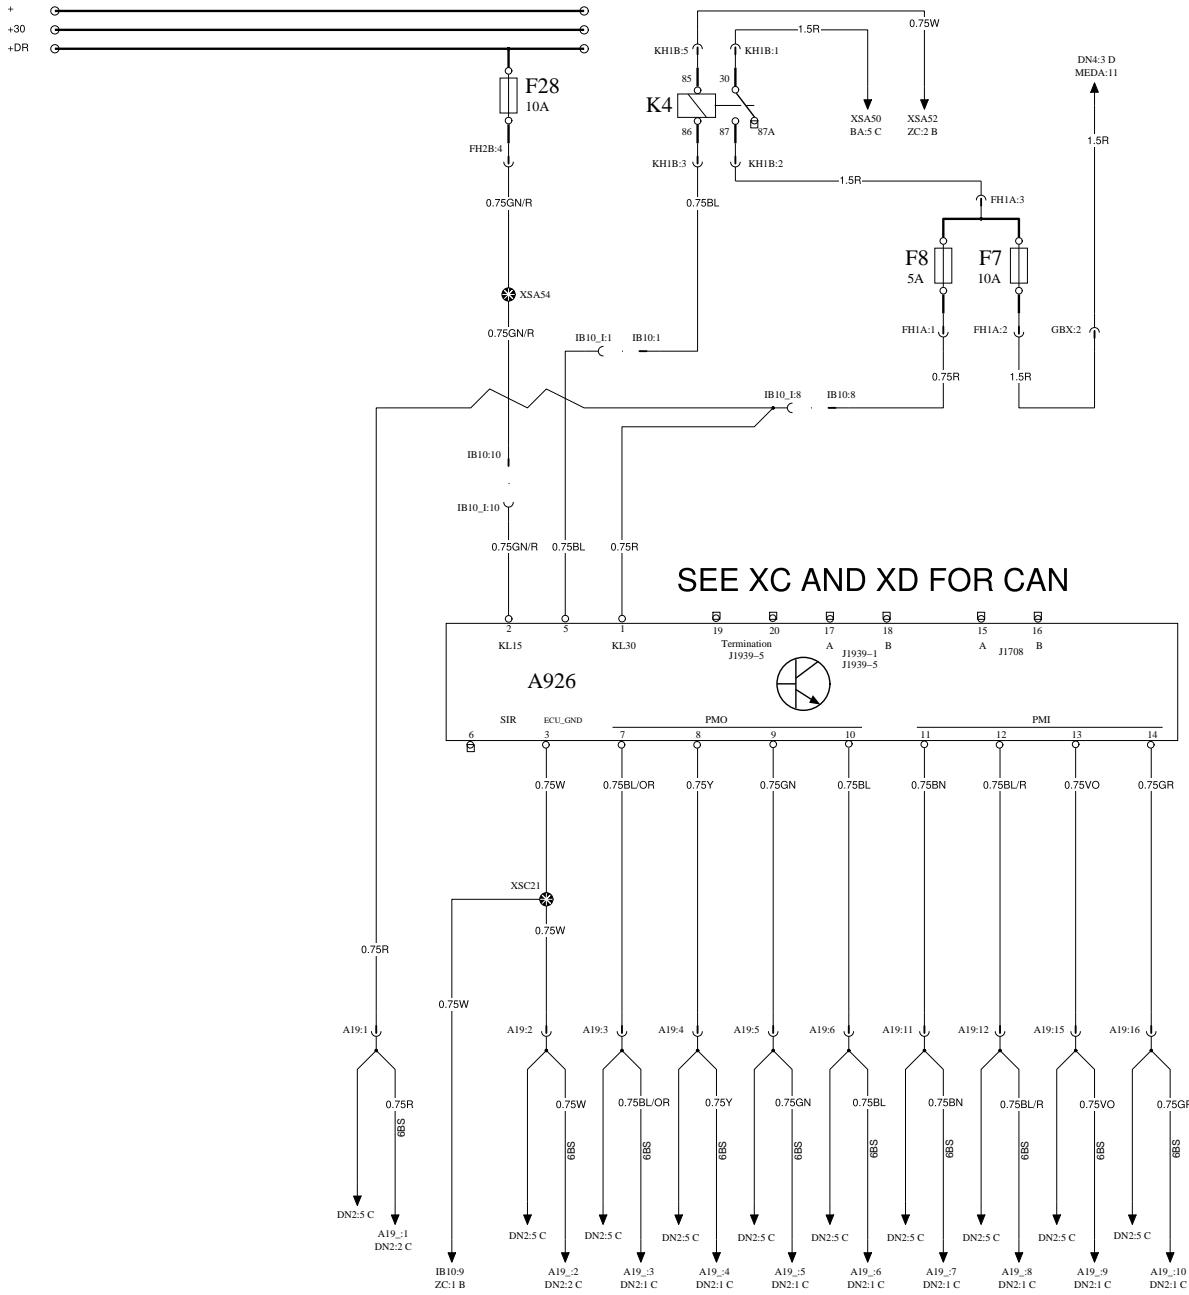 +
+30
+DR
F28
10A
FH2B:4
0.75GN/R
XSA54
0.75GN/R
KH1B:5
KH1B:1
1.5R
0.75W
85
30
K4
86
87
87A
KH1B:3
KH1B:2
XSA50
BA:5 C
XSA52
ZC:2 B
DN4:3 D
MEDA:11
1.5R
1.5R
0.75BL
FH1A:3
F8
5A
F7
10A
FH1A:1
FH1A:2
GBX:2
IB10_I:1
IB10:1
0.75R
1.5R
IB10_I:8
IB10:8
IB10:10
IB10_I:10
0.75GN/R
0.75BL
0.75R
SEE XC AND XD FOR CAN
2
5
1
19
20
17
18
15
16
KL15
KL30
Termination
J1939–5
A
J1939–1
J1939–5
B
A
J1708
B
A926
SIR
ECU_GND
PMO
PMI
6
3
7
8
9
10
11
12
13
14
0.75W
0.75BL/OR
0.75Y
0.75GN
0.75BL
0.75BN
0.75BL/R
0.75VO
0.75GR
XSC21
0.75W
0.75R
0.75W
A19:1
A19:2
A19:3
A19:4
A19:5
A19:6
A19:11
A19:12
A19:15
A19:16
0.75R
0.75W
0.75BL/OR
0.75Y
0.75GN
0.75BL
0.75BN
0.75BL/R
0.75VO
0.75GR
6BS
6BS
6BS
6BS
6BS
6BS
6BS
6BS
6BS
6BS
DN2:5 C
A19_:1
DN2:2 C
DN2:5 C
DN2:5 C
DN2:5 C
DN2:5 C
DN2:5 C
DN2:5 C
DN2:5 C
DN2:5 C
DN2:5 C
IB10:9
ZC:1 B
A19_:2
DN2:2 C
A19_:3
DN2:1 C
A19_:4
DN2:1 C
A19_:5
DN2:1 C
A19_:6
DN2:1 C
A19_:7
DN2:1 C
A19_:8
DN2:1 C
A19_:9
DN2:1 C
A19_:10
DN2:1 C